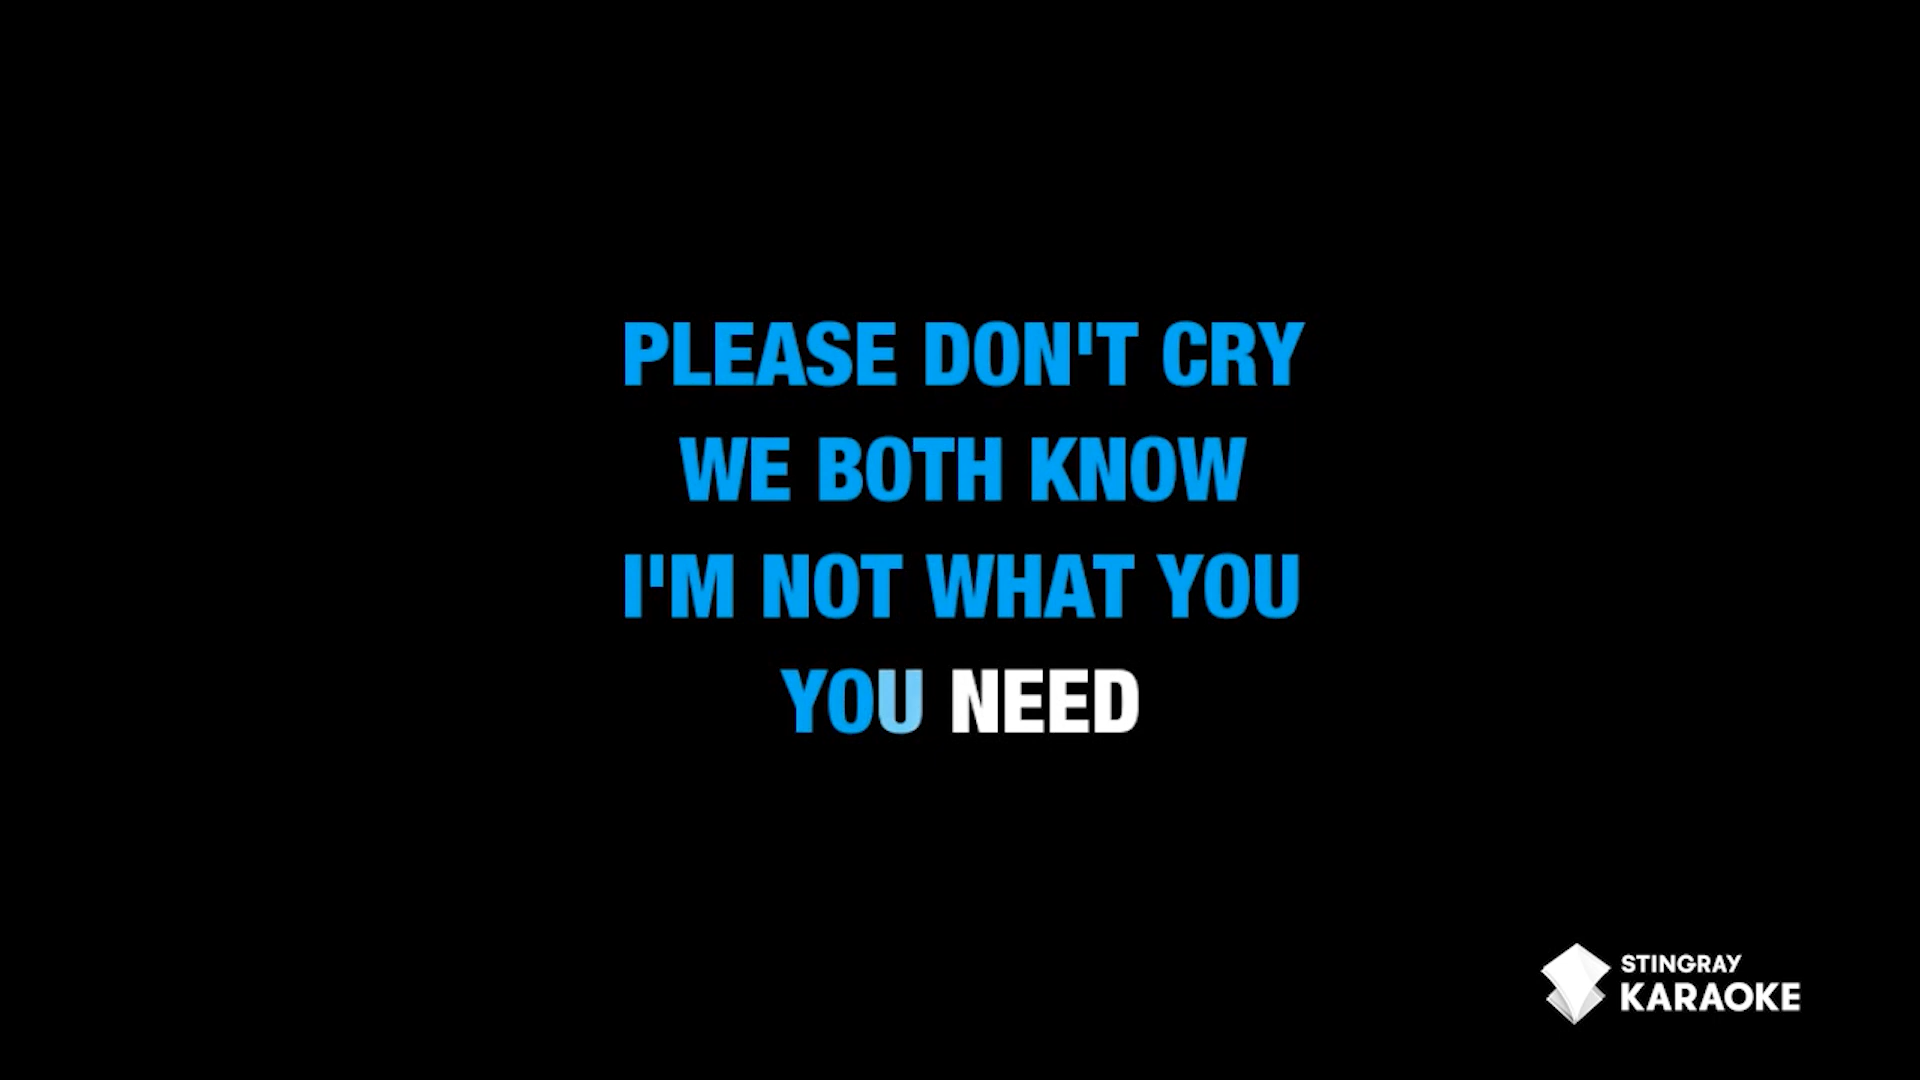 PLEASE DON'T CRY
WE BOTH KNOW
I'M NOT WHAT YOU
YOU NEED
STINGRAY
KARAOKE